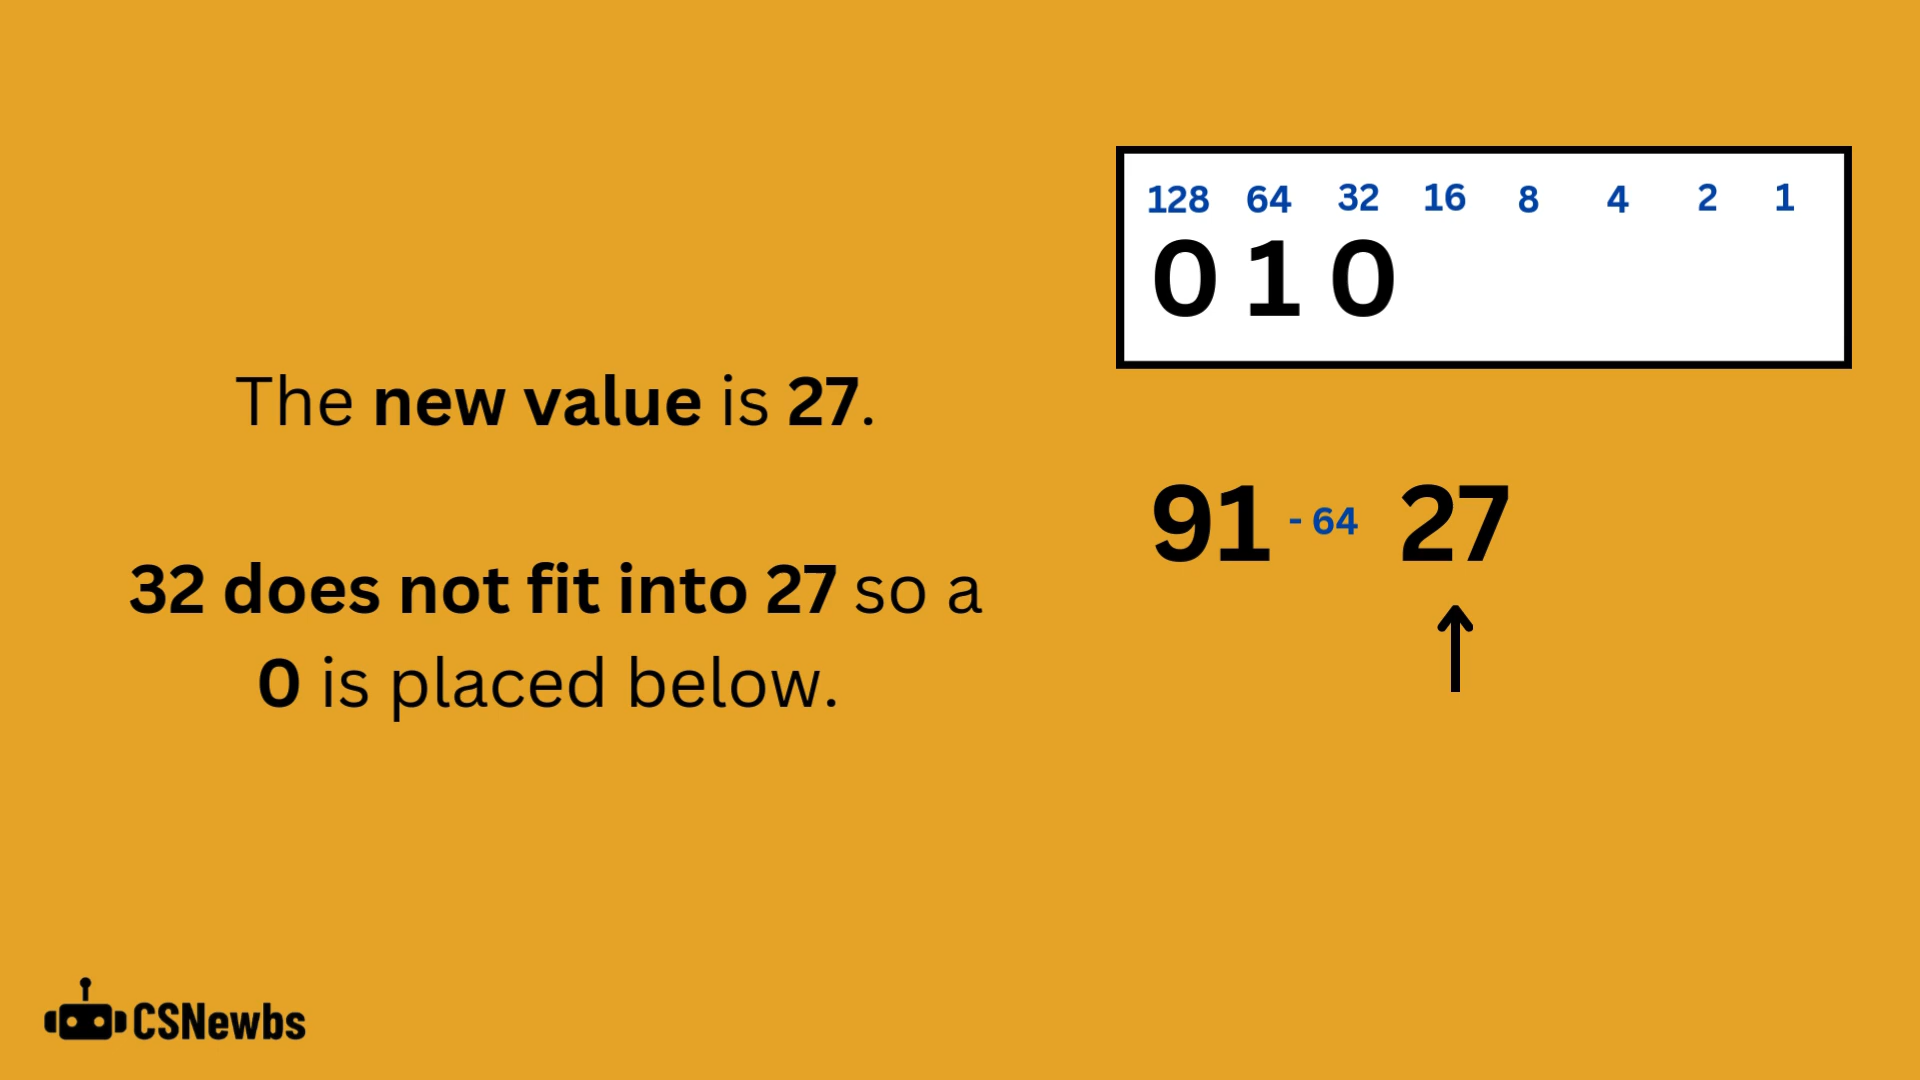 128 64 32 16 8 4 2 1
0 1 0
The new value is 27.
32 does not fit into 27 so a
0 is placed below.
91 - 64 27
CSNewbs